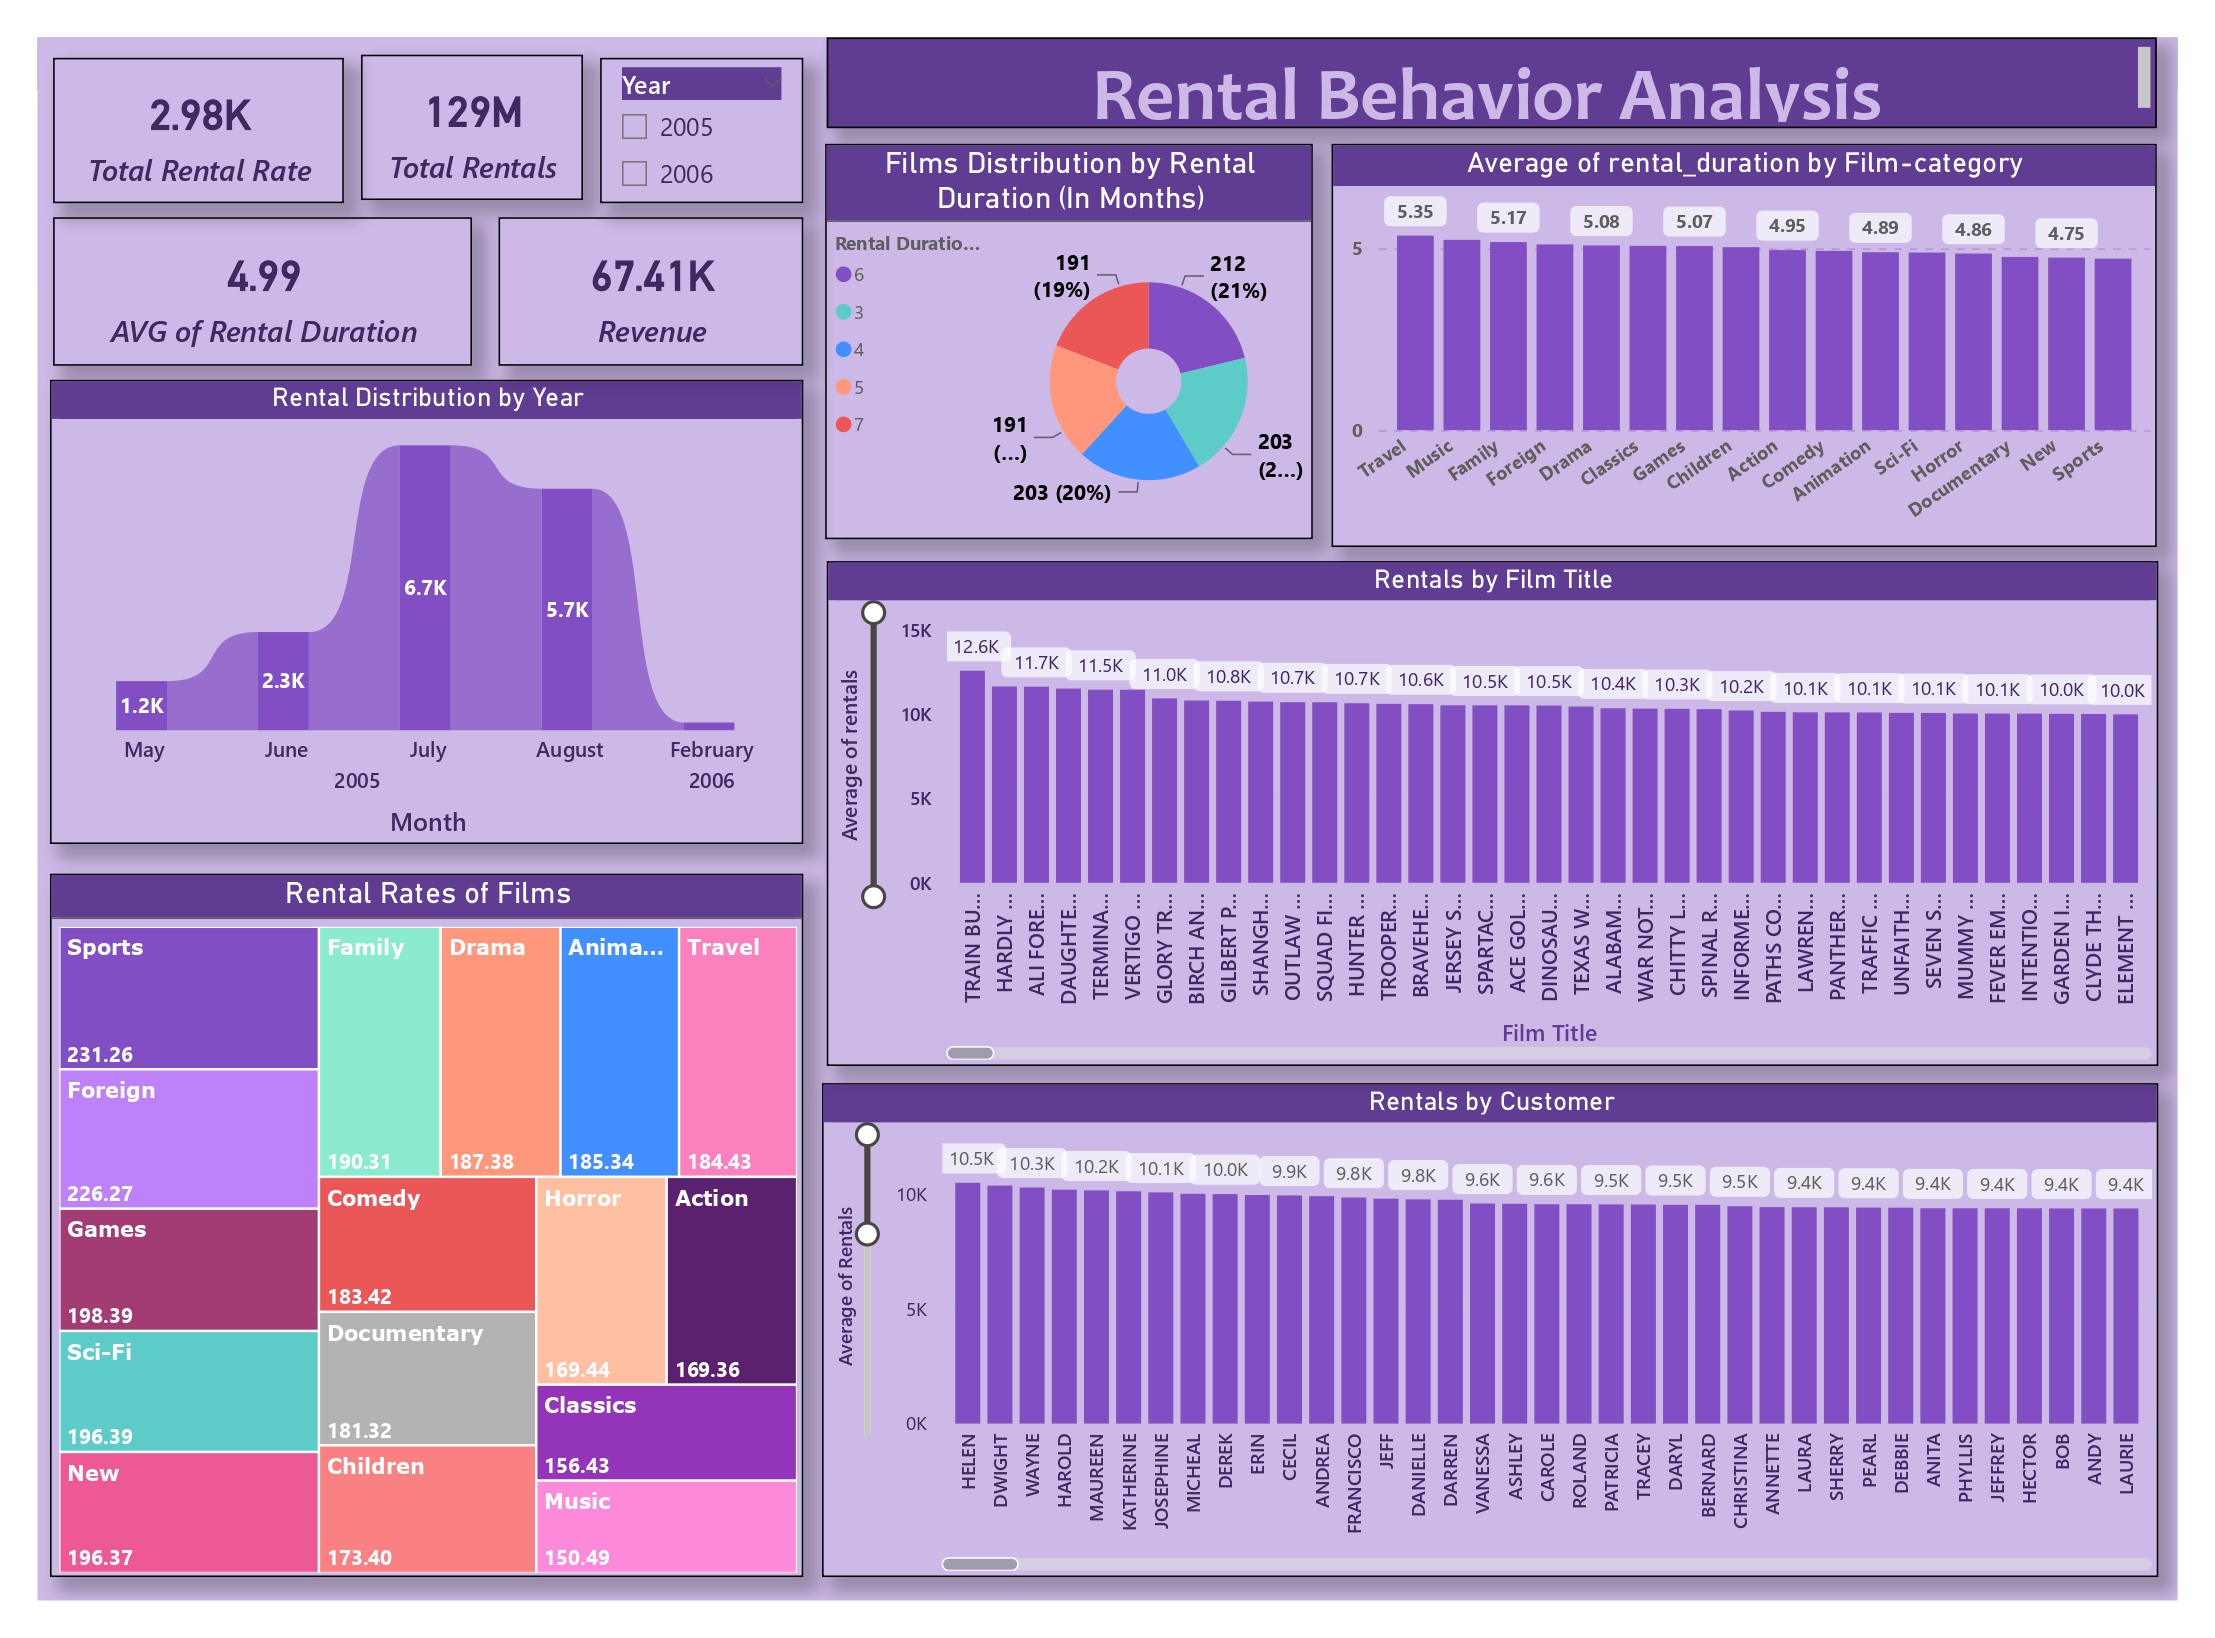 2.98K
Total Rental Rate
129M
Total Rentals
Year
2005
2006
4.99
AVG of Rental Duration
67.41K
Revenue
Rental Behavior Analysis
Films Distribution by Rental
Duration (In Months)
Rental Duratio...
6
3
4
5
7
191
(19%)
212
(21%)
191
(...)
203
(2...)
203 (20%)
Average of rental_duration by Film-category
5.35 5.17 5.08 5.07 4.95 4.89 4.86 4.75
5
0
Travel Music Family Foreign Drama Classics Games Children Action Comedy Animation Sci-Fi Horror Documentary New Sports
Rental Distribution by Year
1.2K 2.3K 6.7K 5.7K
May June July August February
2005 2006
Month
Rentals by Film Title
Average of rentals
15K
10K
5K
0K
12.6K 11.7K 11.5K 11.0K 10.8K 10.7K 10.7K 10.6K 10.5K 10.5K 10.4K 10.3K 10.2K 10.1K 10.1K 10.1K 10.1K 10.0K 10.0K
TRAIN BU...
HARDLY ...
ALI FORE...
DAUGHTE...
TERMINA...
VERTIGO ...
GLORY TR...
BIRCH AN...
GILBERT P...
SHANGH...
OUTLAW ...
SQUAD FI...
HUNTER ...
TROOPER...
BRAVEHE...
JERSEY S...
SPARTAC...
ACE GOL...
DINOSAU...
TEXAS W...
ALABAM...
WAR NOT...
CHITTY L...
SPINAL R...
INFORME...
PATHS CO...
LAWREN...
PANTHER...
TRAFFIC ...
UNFAITH...
SEVEN S...
MUMMY ...
FEVER EM...
INTENTIO...
GARDEN I...
CLYDE TH...
ELEMENT ...
Film Title
Rental Rates of Films
Sports
231.26
Foreign
226.27
Games
198.39
Sci-Fi
196.39
New
196.37
Family
190.31
Drama
187.38
Anima...
185.34
Travel
184.43
Comedy
183.42
Documentary
181.32
Children
173.40
Horror
169.44
Action
169.36
Classics
156.43
Music
150.49
Rentals by Customer
Average of Rentals
10K
5K
0K
10.5K 10.3K 10.2K 10.1K 10.0K 9.9K 9.8K 9.8K 9.6K 9.6K 9.5K 9.5K 9.5K 9.4K 9.4K 9.4K 9.4K 9.4K 9.4K
HELEN
DWIGHT
WAYNE
HAROLD
MAUREEN
KATHERINE
JOSEPHINE
MICHEAL
DEREK
ERIN
CECIL
ANDREA
FRANCISCO
JEFF
DANIELLE
DARREN
VANESSA
ASHLEY
CAROLE
ROLAND
PATRICIA
TRACEY
DARYL
BERNARD
CHRISTINA
ANNETTE
LAURA
SHERRY
PEARL
DEBBIE
ANITA
PHYLLIS
JEFFREY
HECTOR
BOB
ANDY
LAURIE